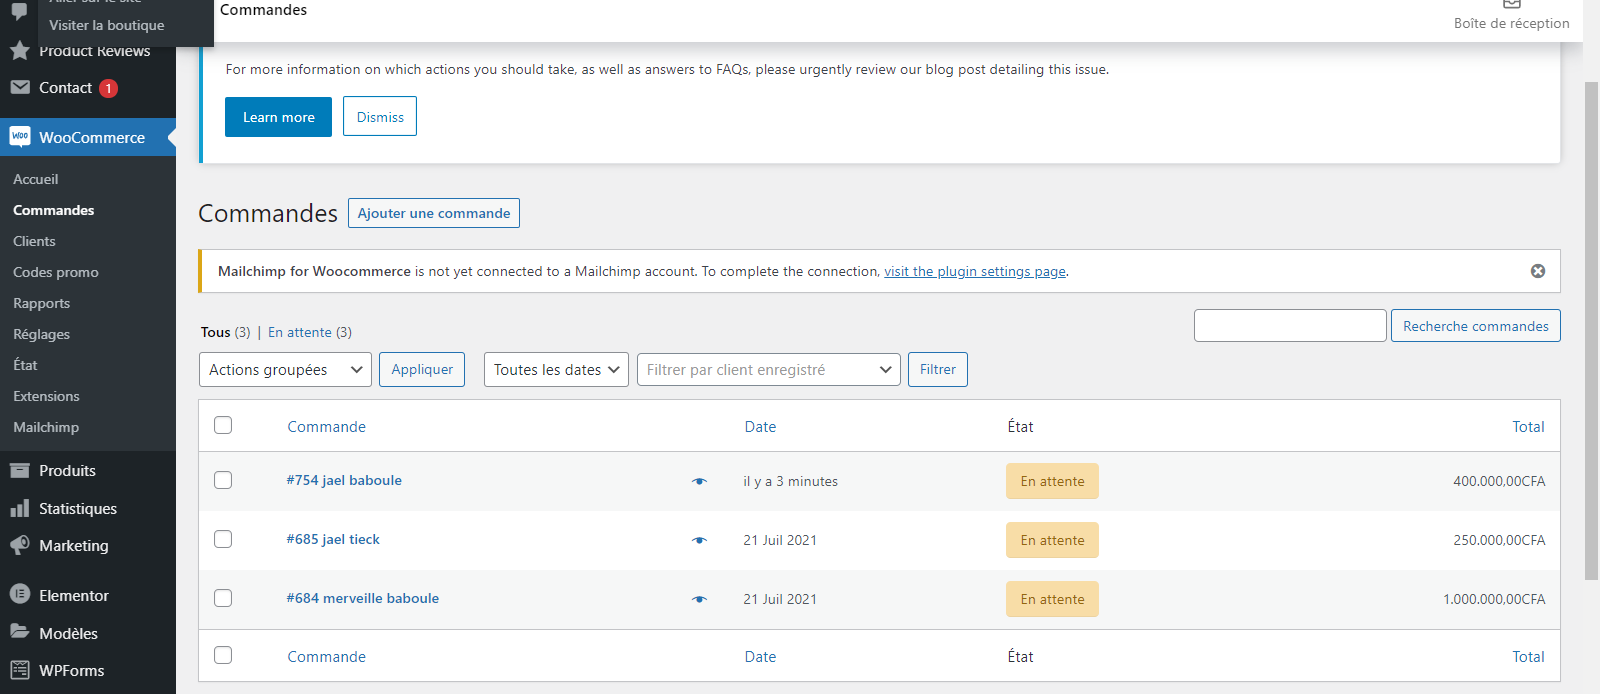 Aller sur le site
Visiter la boutique
Commandes
Boîte de réception
Product Reviews
Contact 1
WooCommerce
Accueil
Commandes
Clients
Codes promo
Rapports
Réglages
État
Extensions
Mailchimp
Produits
Statistiques
Marketing
Elementor
Modèles
WPForms
For more information on which actions you should take, as well as answers to FAQs, please urgently review our blog post detailing this issue.
Learn more Dismiss
Commandes Ajouter une commande
Mailchimp for Woocommerce is not yet connected to a Mailchimp account. To complete the connection, visit the plugin settings page.
Tous (3) | En attente (3)
Recherche commandes
Actions groupées Appliquer Toutes les dates Filtrer par client enregistré Filtrer
Commande Date État Total
#754 jael baboule il y a 3 minutes En attente 400.000,00CFA
#685 jael tieck 21 Juil 2021 En attente 250.000,00CFA
#684 merveille baboule 21 Juil 2021 En attente 1.000.000,00CFA
Commande Date État Total